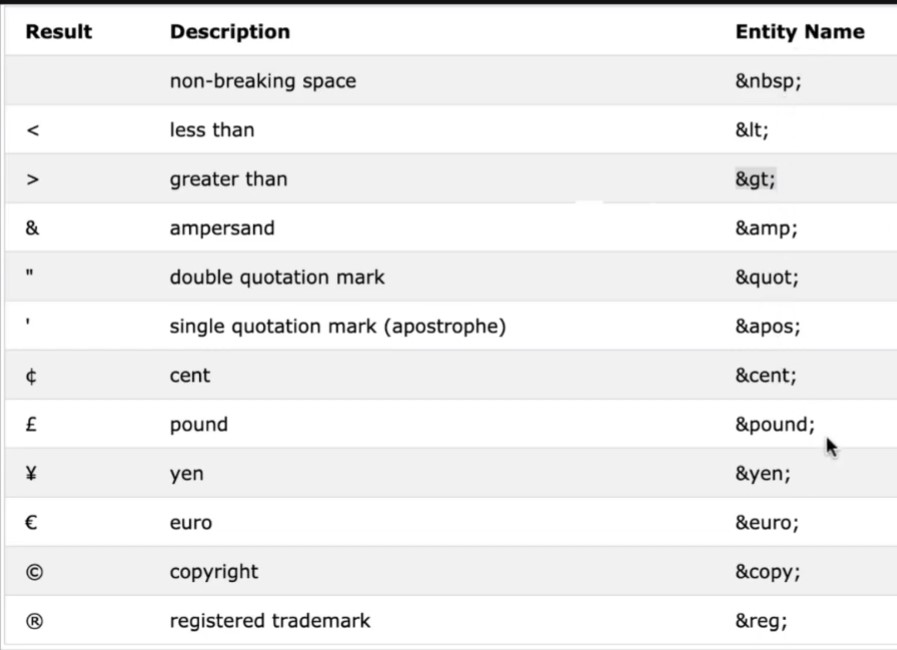 Result Description Entity Name
non-breaking space &nbsp;
< less than &lt;
> greater than &gt;
& ampersand &amp;
" double quotation mark &quot;
' single quotation mark (apostrophe) &apos;
¢ cent &cent;
£ pound &pound;
¥ yen &yen;
€ euro &euro;
© copyright &copy;
® registered trademark &reg;